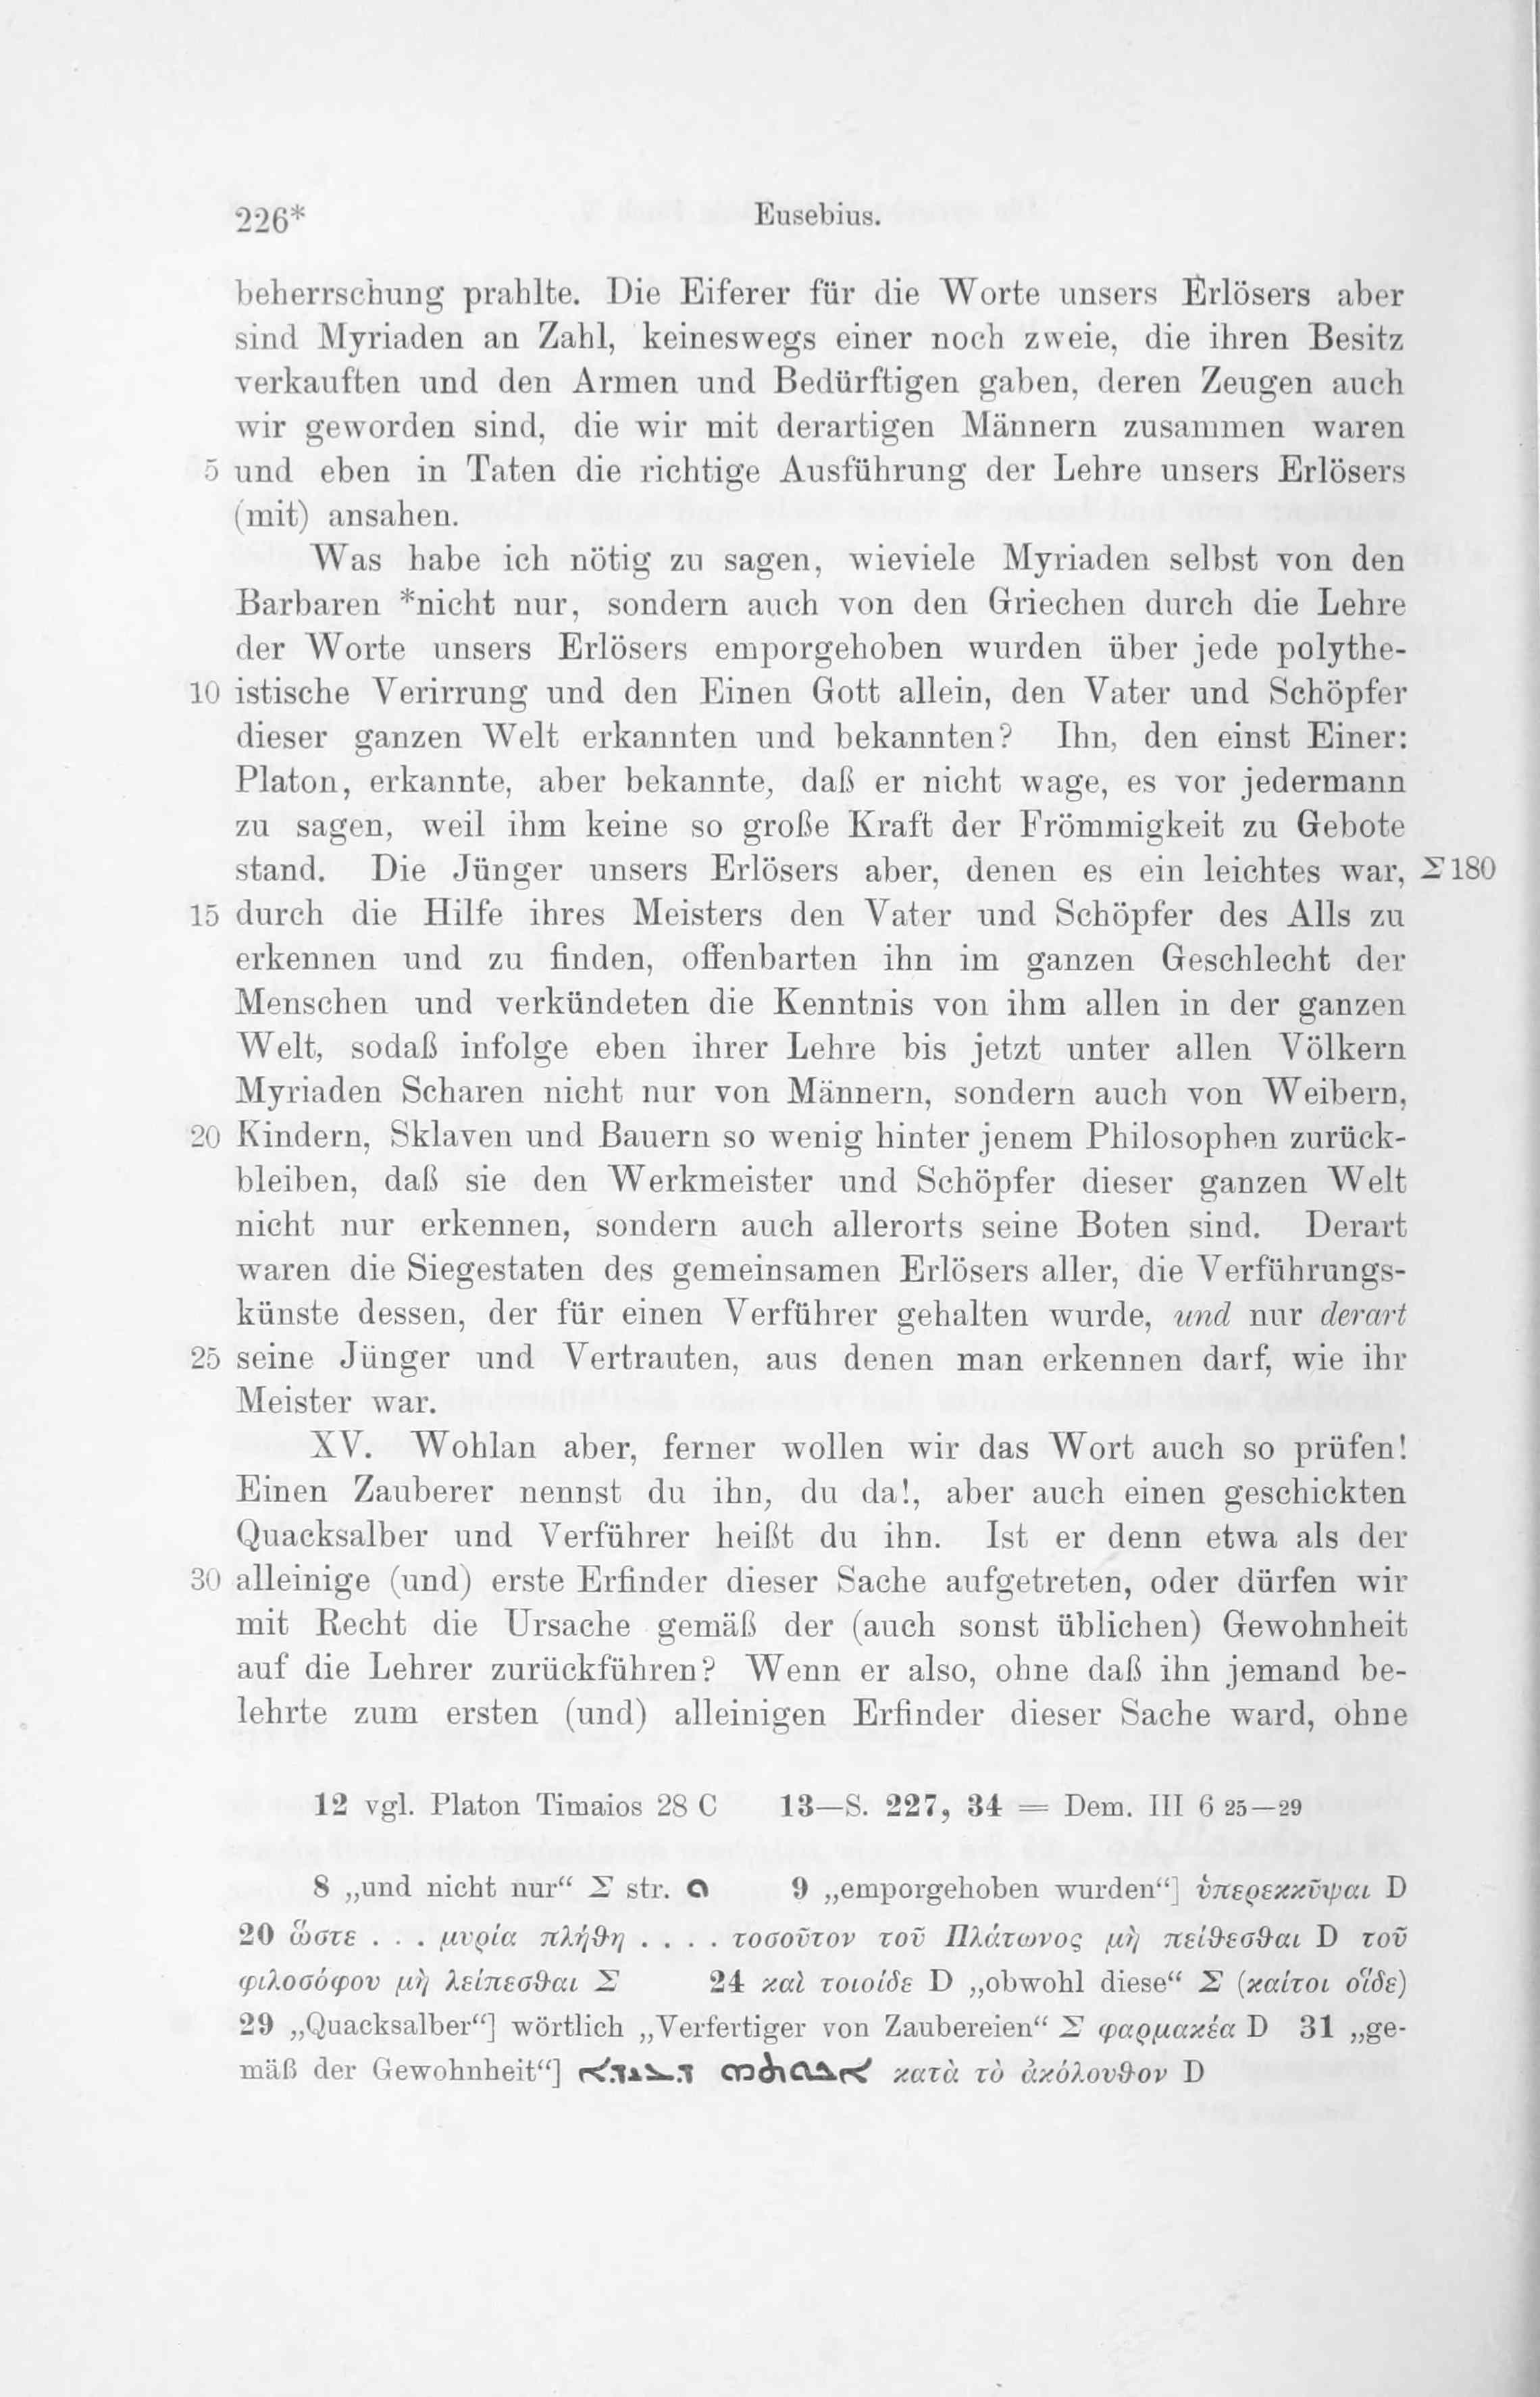 226*
Eusebius.
beherrschung prahlte. Die Eiferer für die Worte unsers Erlösers aber
sind Myriaden an Zahl, keineswegs einer noch zweie, die ihren Besitz
verkauften und den Armen und Bedürftigen gaben, deren Zeugen auch
wir geworden sind, die wir mit derartigen Männern zusammen waren
5 und eben in Taten die richtige Ausführung der Lehre unsers Erlösers
(mit) ansahen.
Was habe ich nötig zu sagen, wieviele Myriaden selbst von den
Barbaren *nicht nur, sondern auch von den Griechen durch die Lehre
der Worte unsers Erlösers emporgehoben wurden über jede polythe-
10 istische Verirrung und den Einen Gott allein, den Vater und Schöpfer
dieser ganzen Welt erkannten und bekannten? Ihn, den einst Einer:
Platon, erkannte, aber bekannte, daß er nicht wage, es vor jedermann
zu sagen, weil ihm keine so große Kraft der Frömmigkeit zu Gebote
stand. Die Jünger unsers Erlösers aber, denen es ein leichtes war, Σ 180
15 durch die Hilfe ihres Meisters den Vater und Schöpfer des Alls zu
erkennen und zu finden, offenbarten ihn im ganzen Geschlecht der
Menschen und verkündeten die Kenntnis von ihm allen in der ganzen
Welt, sodaß infolge eben ihrer Lehre bis jetzt unter allen Völkern
Myriaden Scharen nicht nur von Männern, sondern auch von Weibern,
20 Kindern, Sklaven und Bauern so wenig hinter jenem Philosophen zurück-
bleiben, daß sie den Werkmeister und Schöpfer dieser ganzen Welt
nicht nur erkennen, sondern auch allerorts seine Boten sind. Derart
waren die Siegestaten des gemeinsamen Erlösers aller, die Verführungs-
künste dessen, der für einen Verführer gehalten wurde, und nur derart
25 seine Jünger und Vertrauten, aus denen man erkennen darf, wie ihr
Meister war.
XV. Wohlan aber, ferner wollen wir das Wort auch so prüfen!
Einen Zauberer nennst du ihn, du da!, aber auch einen geschickten
Quacksalber und Verführer heißt du ihn. Ist er denn etwa als der
30 alleinige (und) erste Erfinder dieser Sache aufgetreten, oder dürfen wir
mit Recht die Ursache gemäß der (auch sonst üblichen) Gewohnheit
auf die Lehrer zurückführen? Wenn er also, ohne daß ihn jemand be-
lehrte zum ersten (und) alleinigen Erfinder dieser Sache ward, ohne
12 vgl. Platon Timaios 28 C 13—S. 227, 34 = Dem. III 6 25—29
8 „und nicht nur“ Σ str. ܘ 9 „emporgehoben wurden“] ὑπερεκκῦψαι D
20 ὥστε . . . μυρία πλήθη . . . . τοσοῦτον τοῦ Πλάτωνος μὴ πείθεσθαι D τοῦ
φιλοσόφου μὴ λείπεσθαι Σ 24 καὶ τοιοίδε D „obwohl diese“ Σ (καίτοι οἵδε)
29 „Quacksalber“] wörtlich „Verfertiger von Zaubereien“ Σ φαρμακέα D 31 „ge-
mäß der Gewohnheit“] κατὰ τὸ ἀκόλουθον D